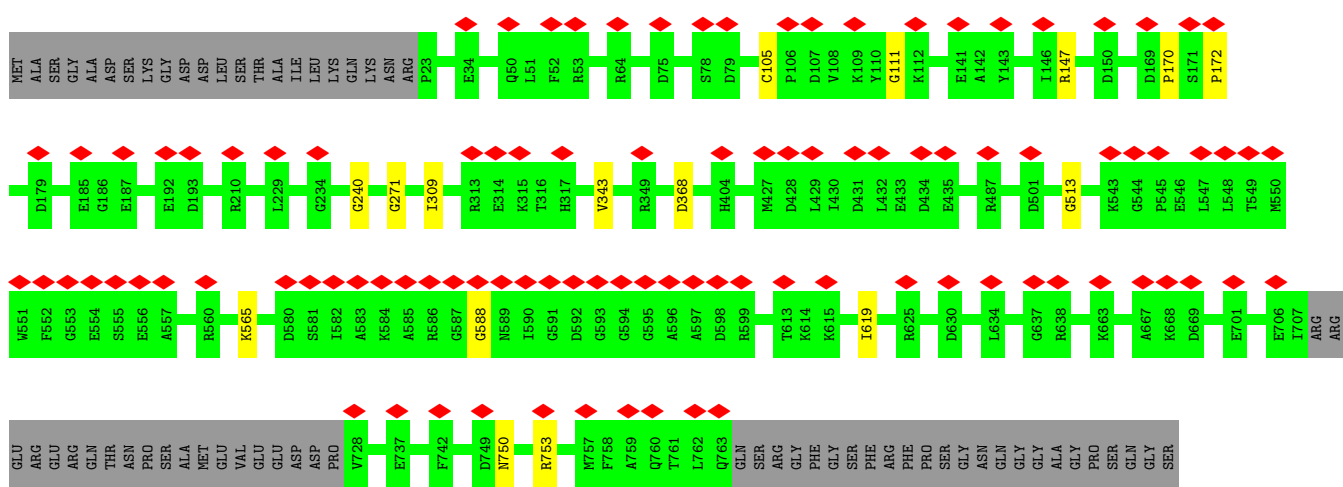 MET ALA SER GLY ALA ASP SER LYS GLY ASP ASP LEU SER THR ALA ILE LEU LYS GLN LYS ASN ARG P23 E34 Q50 L51 F52 R53 R64 D75 S78 D79 C105 P106 D107 V108 K109 Y110 G111 K112 E141 A142 Y143 I146 R147 D150 D169 P170 S171 P172
D179 E185 G186 E187 E192 D193 R210 L229 G234 G240 G271 I309 R313 E314 K315 T316 H317 V343 R349 D368 H404 M427 D428 L429 I430 D431 L432 E433 D434 E435 R487 D501 G513 K543 G544 P545 E546 L547 L548 T549 M550
W551 F552 G553 E554 S555 E556 A557 R560 K565 D580 S581 I582 A583 K584 A585 R586 G587 G588 N589 I590 G591 D592 G593 G594 G595 A596 A597 D598 R599 T613 K614 K615 I619 R625 D630 L634 G637 R638 K663 A667 K668 D669 E701 E706 I707 ARG ARG
GLU ARG GLU ARG GLN THR ASN PRO SER ALA MET GLU VAL GLU GLU ASP ASP PRO V728 E737 F742 D749 N750 R753 M757 F758 A759 Q760 T761 L762 Q763 GLN SER ARG GLY PHE GLY SER PHE ARG PHE PRO SER GLY ASN GLN GLY GLY ALA GLY PRO SER GLN GLY SER